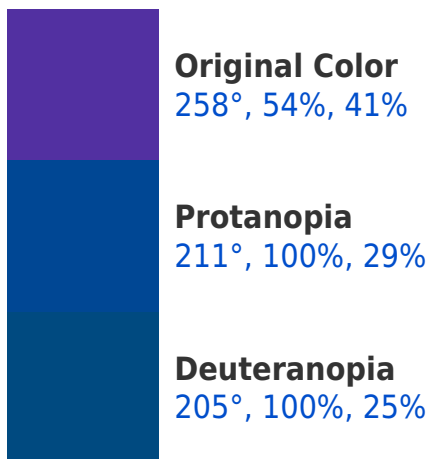 Original Color
258°, 54%, 41%
Protanopia
211°, 100%, 29%
Deuteranopia
205°, 100%, 25%